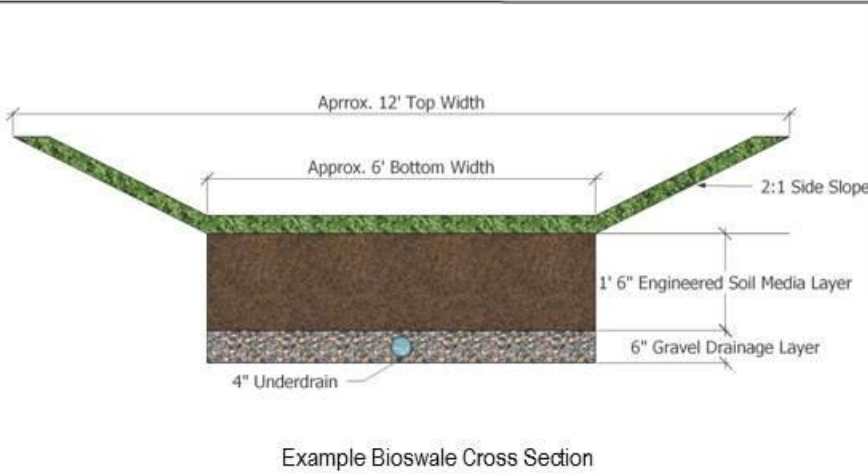 Aprrox. 12' Top Width
Approx. 6' Bottom Width
2:1 Side Slope
1' 6" Engineered Soil Media Layer
6" Gravel Drainage Layer
4" Underdrain
Example Bioswale Cross Section